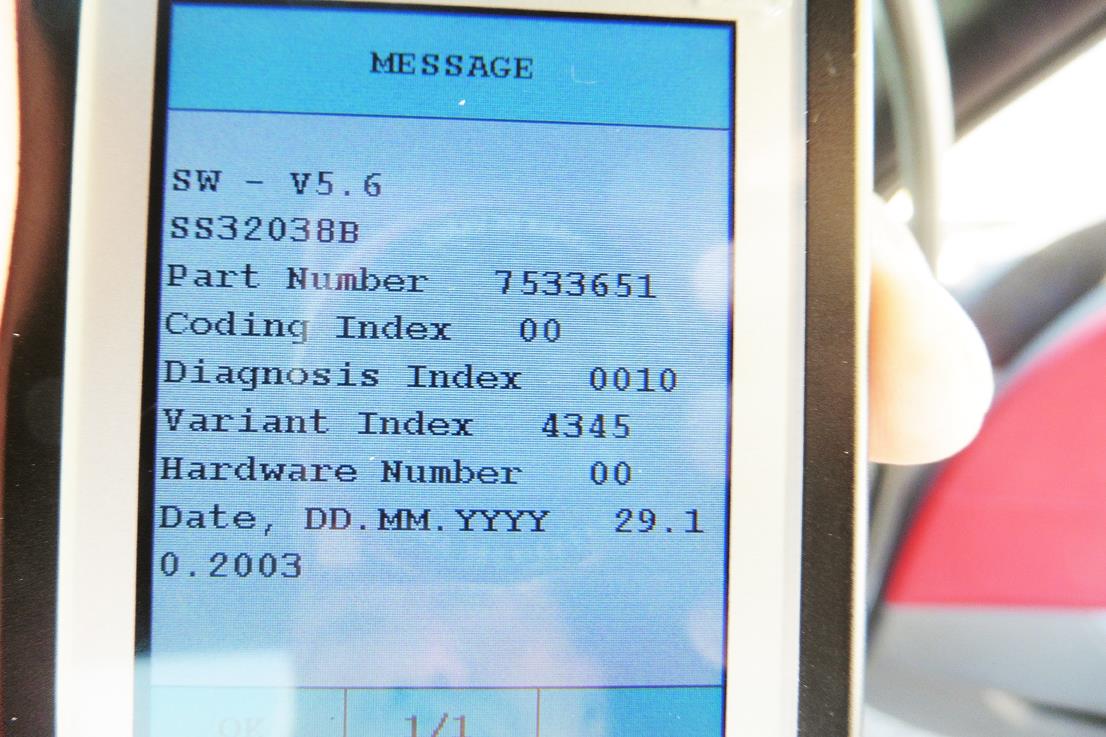 MESSAGE
SW - V5.6
SS32038B
Part Number 7533651
Coding Index 00
Diagnosis Index 0010
Variant Index 4345
Hardware Number 00
Date, DD.MM.YYYY 29.1
0.2003
OK 1/1